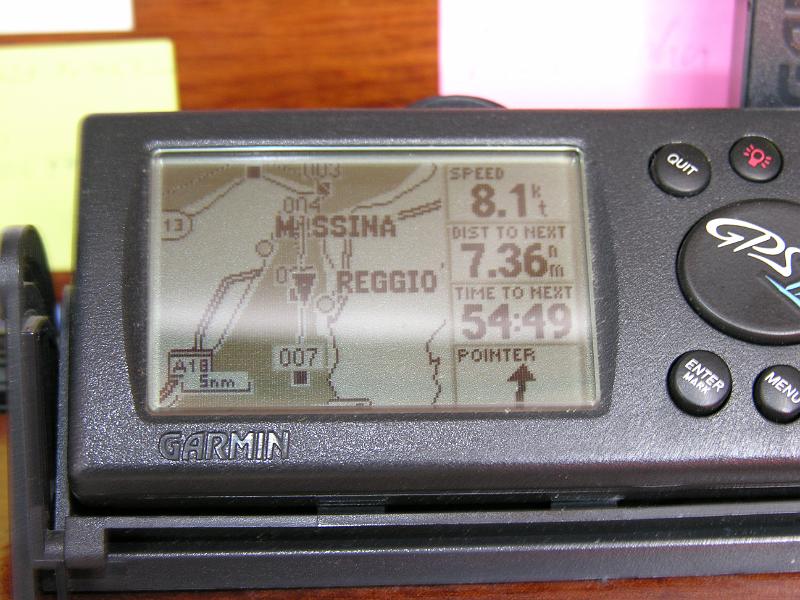 003
004
13
MESSINA
REGGIO
007
A18
5nm
SPEED
8.1kt
DIST TO NEXT
7.36nm
TIME TO NEXT
54:49
POINTER
GARMIN
QUIT
GPS
ENTER
MARK
MENU